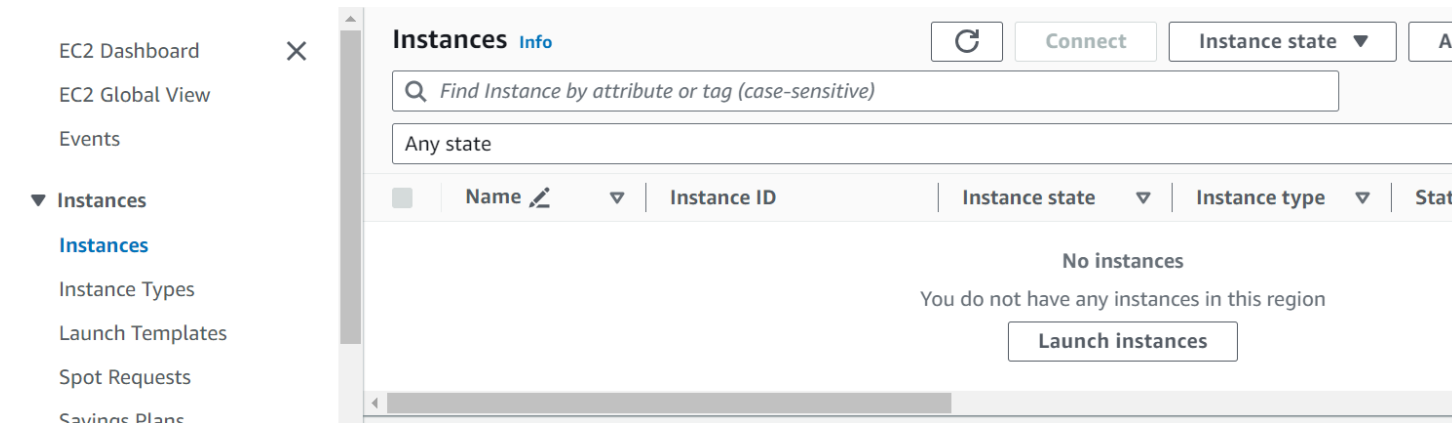 EC2 Dashboard
EC2 Global View
Events
Instances
Instances
Instance Types
Launch Templates
Spot Requests
Savings Plans
Instances Info
Connect
Instance state
Find Instance by attribute or tag (case-sensitive)
Any state
Name Instance ID Instance state Instance type
No instances
You do not have any instances in this region
Launch instances